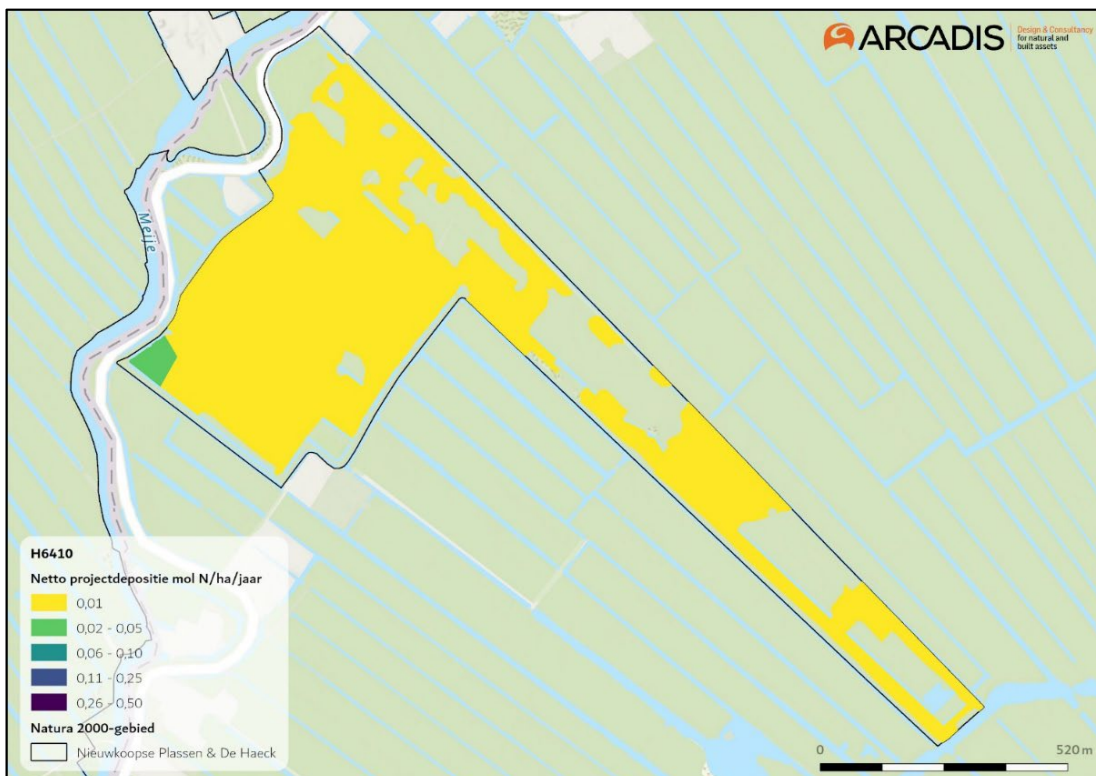 ARCADIS
Design & Consultancy
for natural and
built assets
Meije
H6410
Netto projectdepositie mol N/ha/jaar
0,01
0,02 - 0,05
0,06 - 0,10
0,11 - 0,25
0,26 - 0,50
Natura 2000-gebied
Nieuwkoopse Plassen & De Haeck
0 520 m